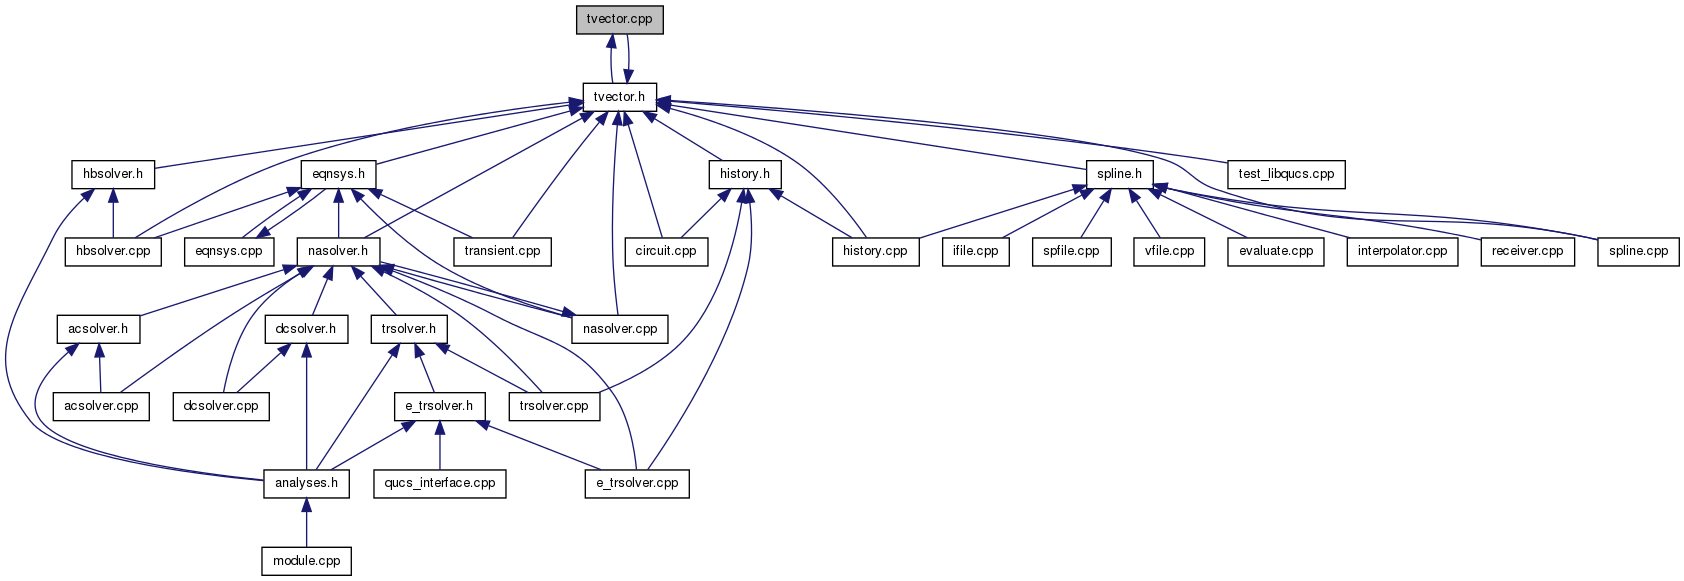 tvector.cpp
tvector.h
hbsolver.h
eqnsys.h
history.h
spline.h
test_libqucs.cpp
hbsolver.cpp
eqnsys.cpp
nasolver.h
transient.cpp
circuit.cpp
history.cpp
ifile.cpp
spfile.cpp
vfile.cpp
evaluate.cpp
interpolator.cpp
receiver.cpp
spline.cpp
acsolver.h
dcsolver.h
trsolver.h
nasolver.cpp
acsolver.cpp
dcsolver.cpp
e_trsolver.h
trsolver.cpp
analyses.h
qucs_interface.cpp
e_trsolver.cpp
module.cpp